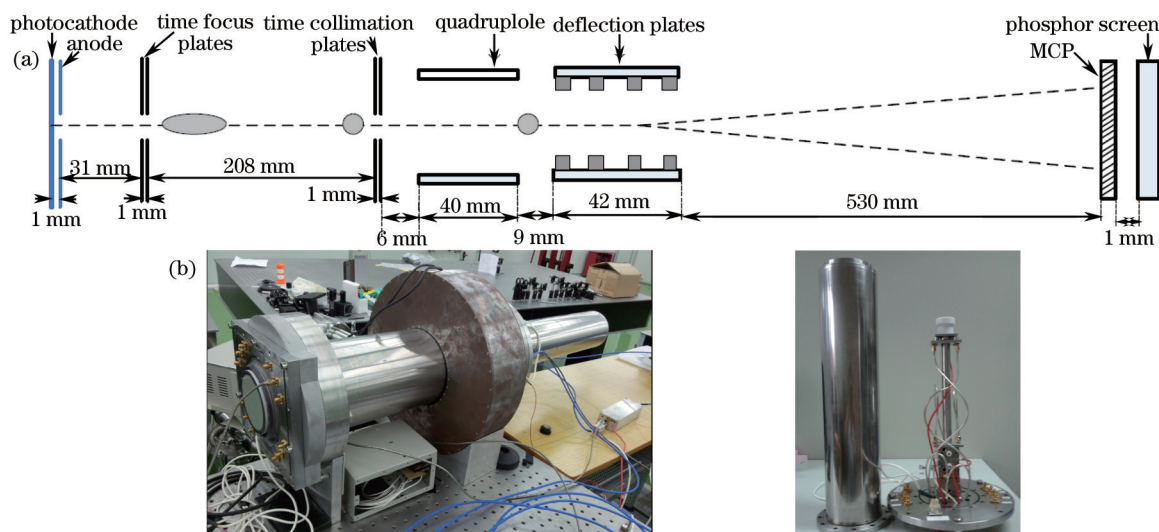 photocathode
anode
time focus
plates
time collimation
plates
quadruplole
deflection plates
phosphor screen
MCP
(a)
31 mm
208 mm
1 mm
1 mm
1 mm
6 mm
40 mm
9 mm
42 mm
530 mm
1 mm
(b)